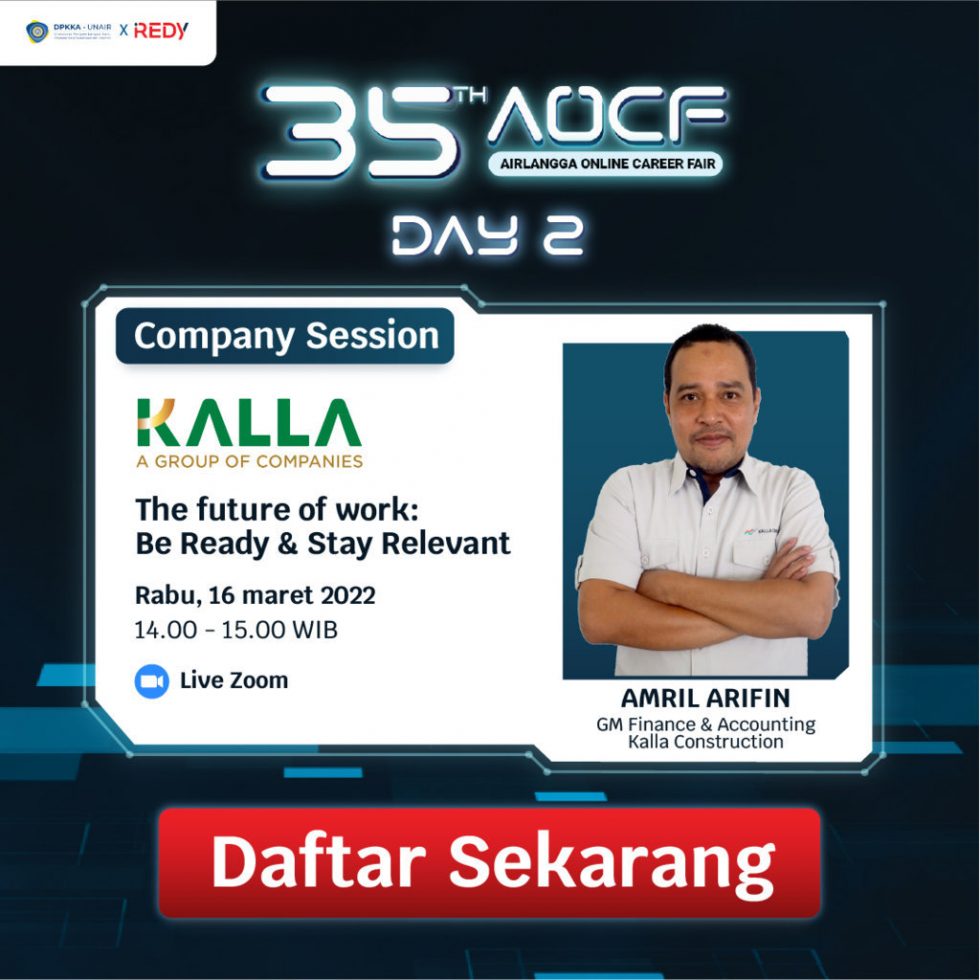 DPKKA - UNAIR X REDY
35TH AOCF
AIRLANGGA ONLINE CAREER FAIR
DAY 2
Company Session
KALLA
A GROUP OF COMPANIES
The future of work:
Be Ready & Stay Relevant
Rabu, 16 maret 2022
14.00 - 15.00 WIB
Live Zoom
AMRIL ARIFIN
GM Finance & Accounting
Kalla Construction
Daftar Sekarang